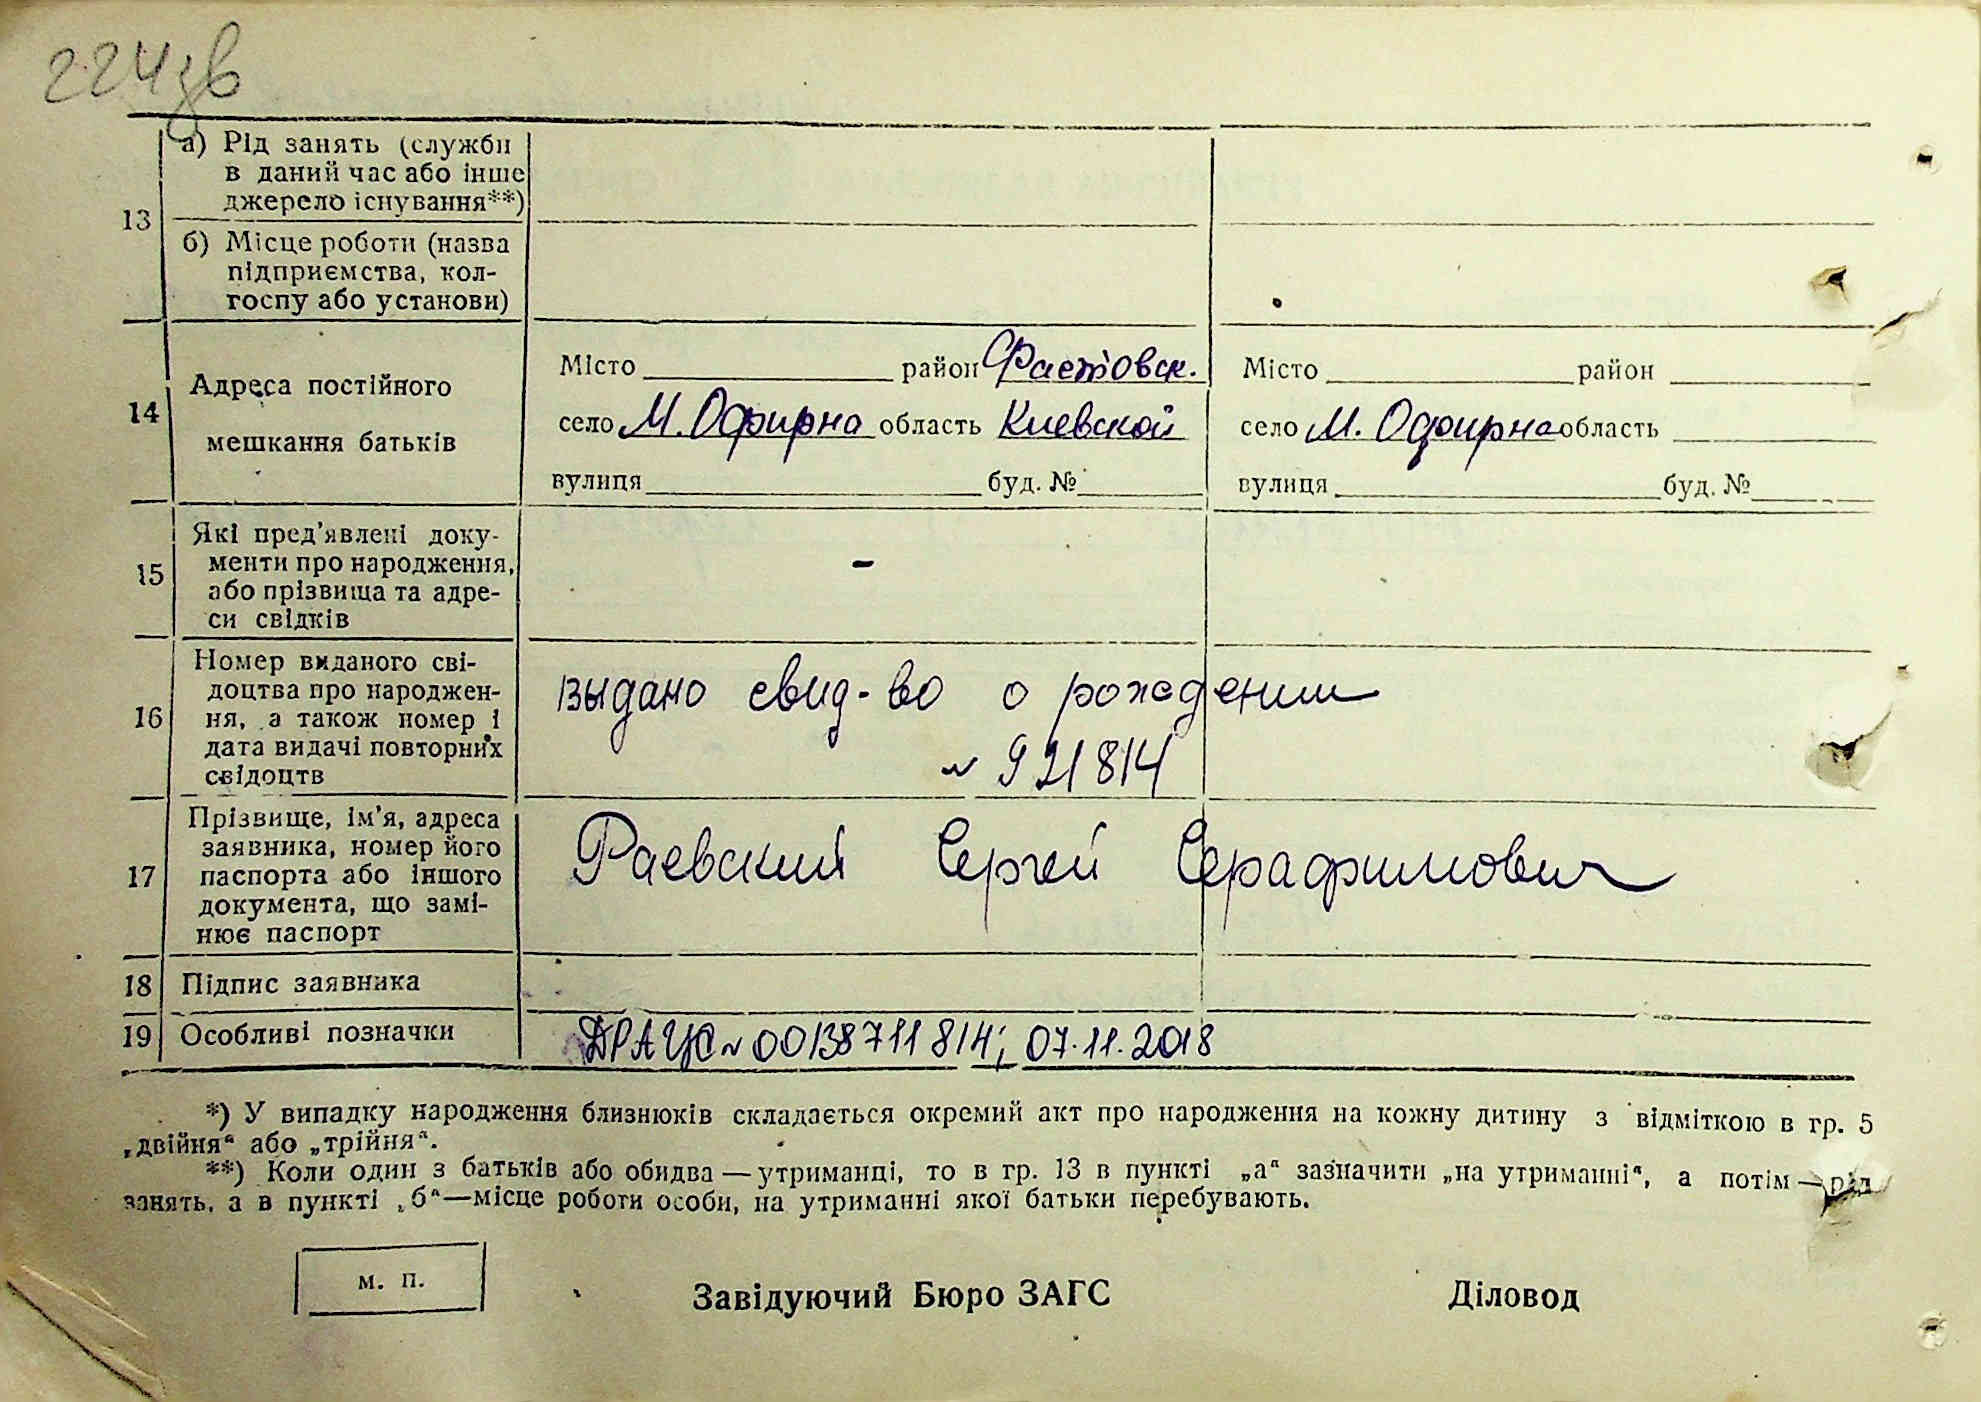 224зв
13
а) Рід занять (служби
в даний час або інше
джерело існування**)
б) Місце роботи (назва
підприємства, кол-
госпу або установи)
14
Адреса постійного
мешкання батьків
Місто район Фастовск.
село М. Офирна область Киевской
вулиця буд. №
Місто район
село М. Офирна область
вулиця буд. №
15
Які пред’явлені доку-
менти про народження,
або прізвища та адре-
си свідків
-
16
Номер виданого сві-
доцтва про народжен-
ня, а також номер і
дата видачі повторних
свідоцтв
выдано свид-во о рождении
№ 921814
17
Прізвище, ім’я, адреса
заявника, номер його
паспорта або іншого
документа, що замі-
нює паспорт
Раевский Сергей Серафимович
18 Підпис заявника
19 Особливі позначки
ДРАЦС № 00138711814; 07.11.2018
*) У випадку народження близнюків складається окремий акт про народження на кожну дитину з відміткою в гр. 5
„двійня“ або „трійня“.
**) Коли один з батьків або обидва — утриманці, то в гр. 13 в пункті „а“ зазначити „на утриманні“, а потім — рід
занять, а в пункті „б“—місце роботи особи, на утриманні якої батьки перебувають.
м. п.
Завідуючий Бюро ЗАГС
Діловод